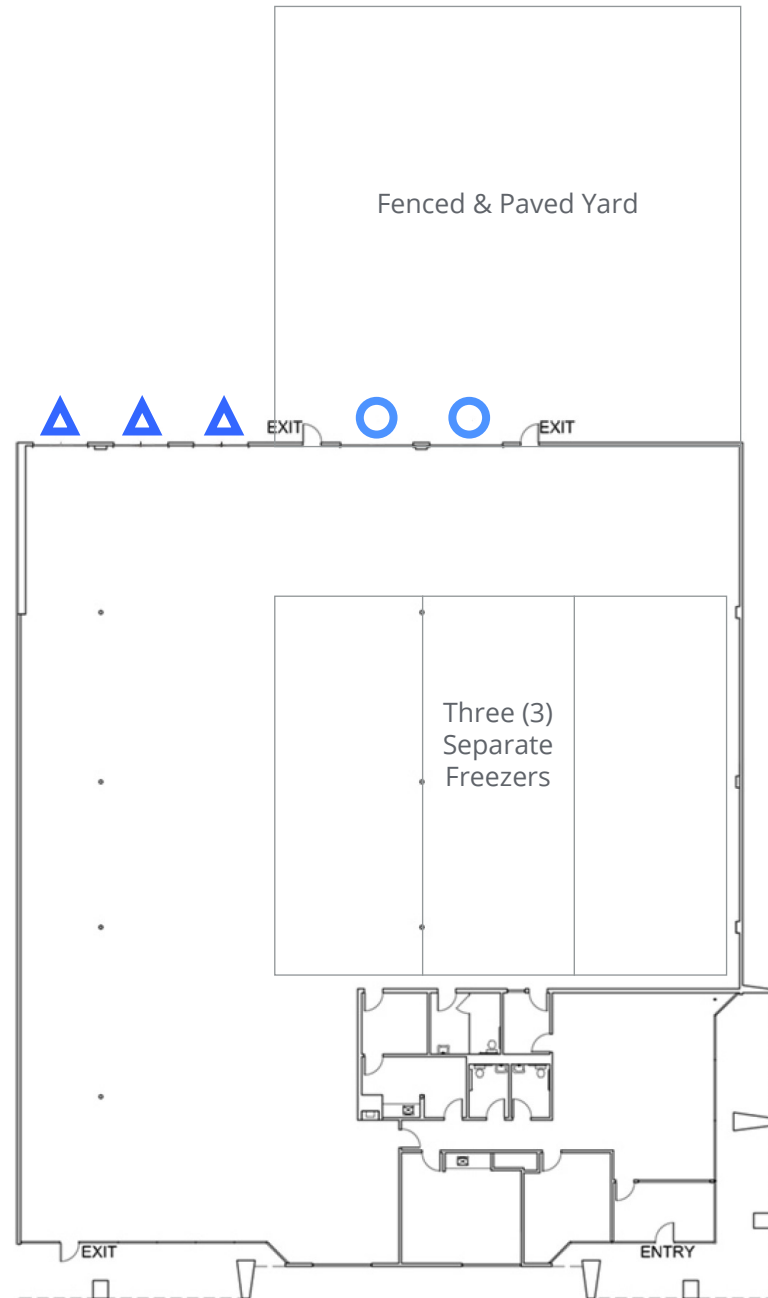 Fenced & Paved Yard
EXIT
EXIT
Three (3)
Separate
Freezers
EXIT
ENTRY